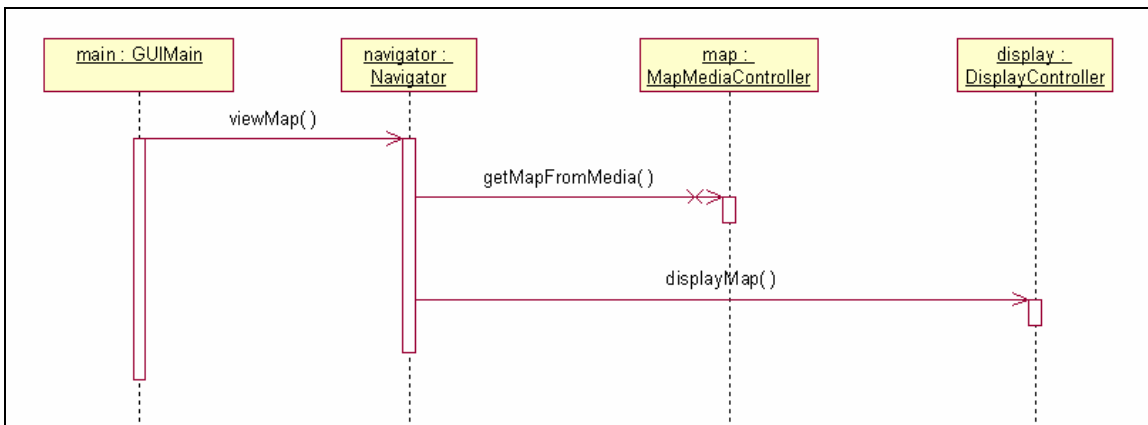 main : GUIMain
navigator :
Navigator
map :
MapMediaController
display :
DisplayController
viewMap( )
getMapFromMedia( )
displayMap( )